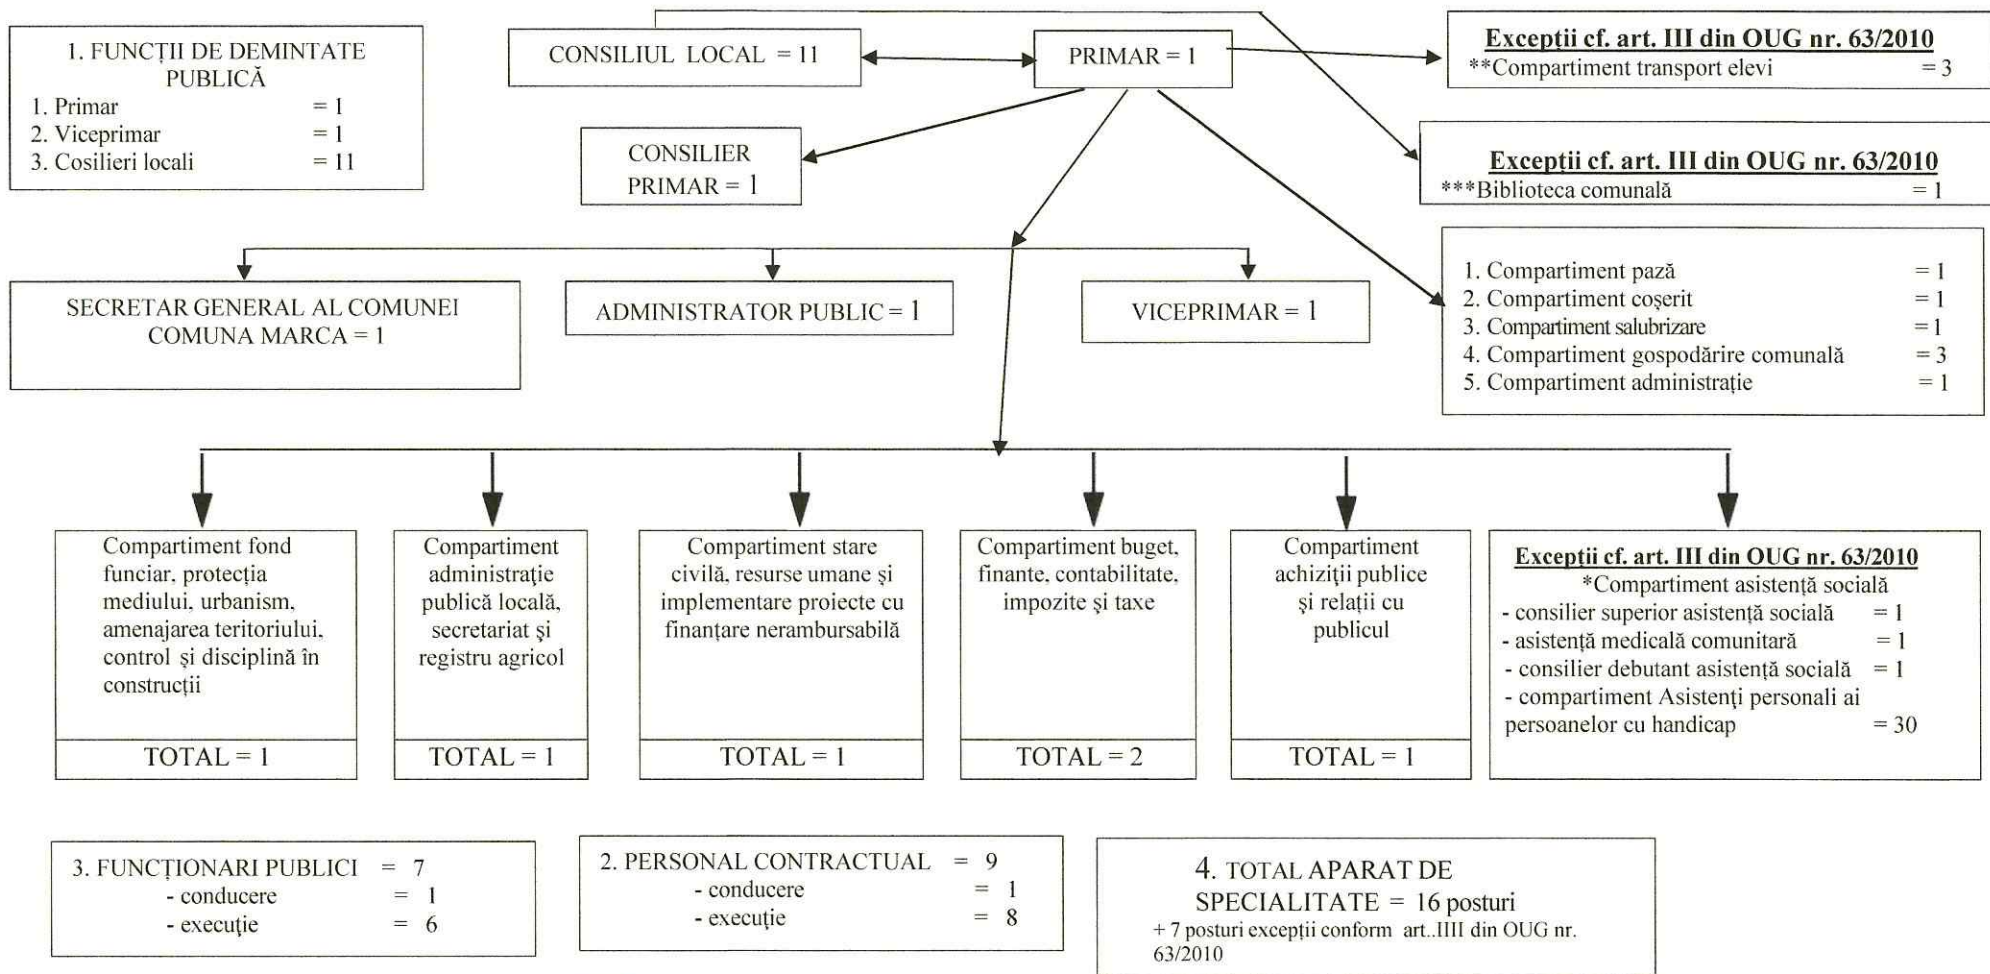 1. FUNCȚII DE DEMINTATE
PUBLICĂ
1. Primar = 1
2. Viceprimar = 1
3. Cosilieri locali = 11
CONSILIUL LOCAL = 11
PRIMAR = 1
Excepții cf. art. III din OUG nr. 63/2010
**Compartiment transport elevi = 3
CONSILIER
PRIMAR = 1
Excepții cf. art. III din OUG nr. 63/2010
***Biblioteca comunală = 1
SECRETAR GENERAL AL COMUNEI
COMUNA MARCA = 1
ADMINISTRATOR PUBLIC = 1
VICEPRIMAR = 1
1. Compartiment pază = 1
2. Compartiment coșerit = 1
3. Compartiment salubrizare = 1
4. Compartiment gospodărire comunală = 3
5. Compartiment administrație = 1
Compartiment fond
funciar, protecția
mediului, urbanism,
amenajarea teritoriului,
control și disciplină în
construcții
TOTAL = 1
Compartiment
administraţie
publică locală,
secretariat şi
registru agricol
TOTAL = 1
Compartiment stare
civilă, resurse umane și
implementare proiecte cu
finanțare nerambursabilă
TOTAL = 1
Compartiment buget,
finante, contabilitate,
impozite și taxe
TOTAL = 2
Compartiment
achiziții publice
și relații cu
publicul
TOTAL = 1
Excepții cf. art. III din OUG nr. 63/2010
*Compartiment asistență socială
- consilier superior asistență socială = 1
- asistență medicală comunitară = 1
- consilier debutant asistență socială = 1
- compartiment Asistenţi personali ai
persoanelor cu handicap = 30
3. FUNCȚIONARI PUBLICI = 7
- conducere = 1
- execuţie = 6
2. PERSONAL CONTRACTUAL = 9
- conducere = 1
- execuție = 8
4. TOTAL APARAT DE
SPECIALITATE = 16 posturi
+ 7 posturi excepții conform art..IIII din OUG nr.
63/2010